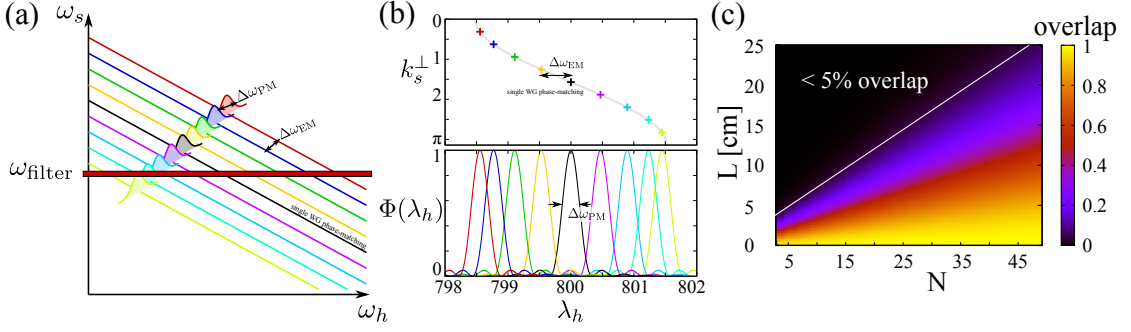 (a)
ω_s
Δω_PM
Δω_EM
ω_filter
single WG phase-matching
ω_h
(b)
0
1
2
π
k_s^⊥
Δω_EM
single WG phase-matching
1
Φ(λ_h)
Δω_PM
0
798 799 800 801 802
λ_h
(c)
overlap
25
20
15
10
5
0
L [cm]
< 5% overlap
5 15 25 35 45
N
1
0.8
0.6
0.4
0.2
0